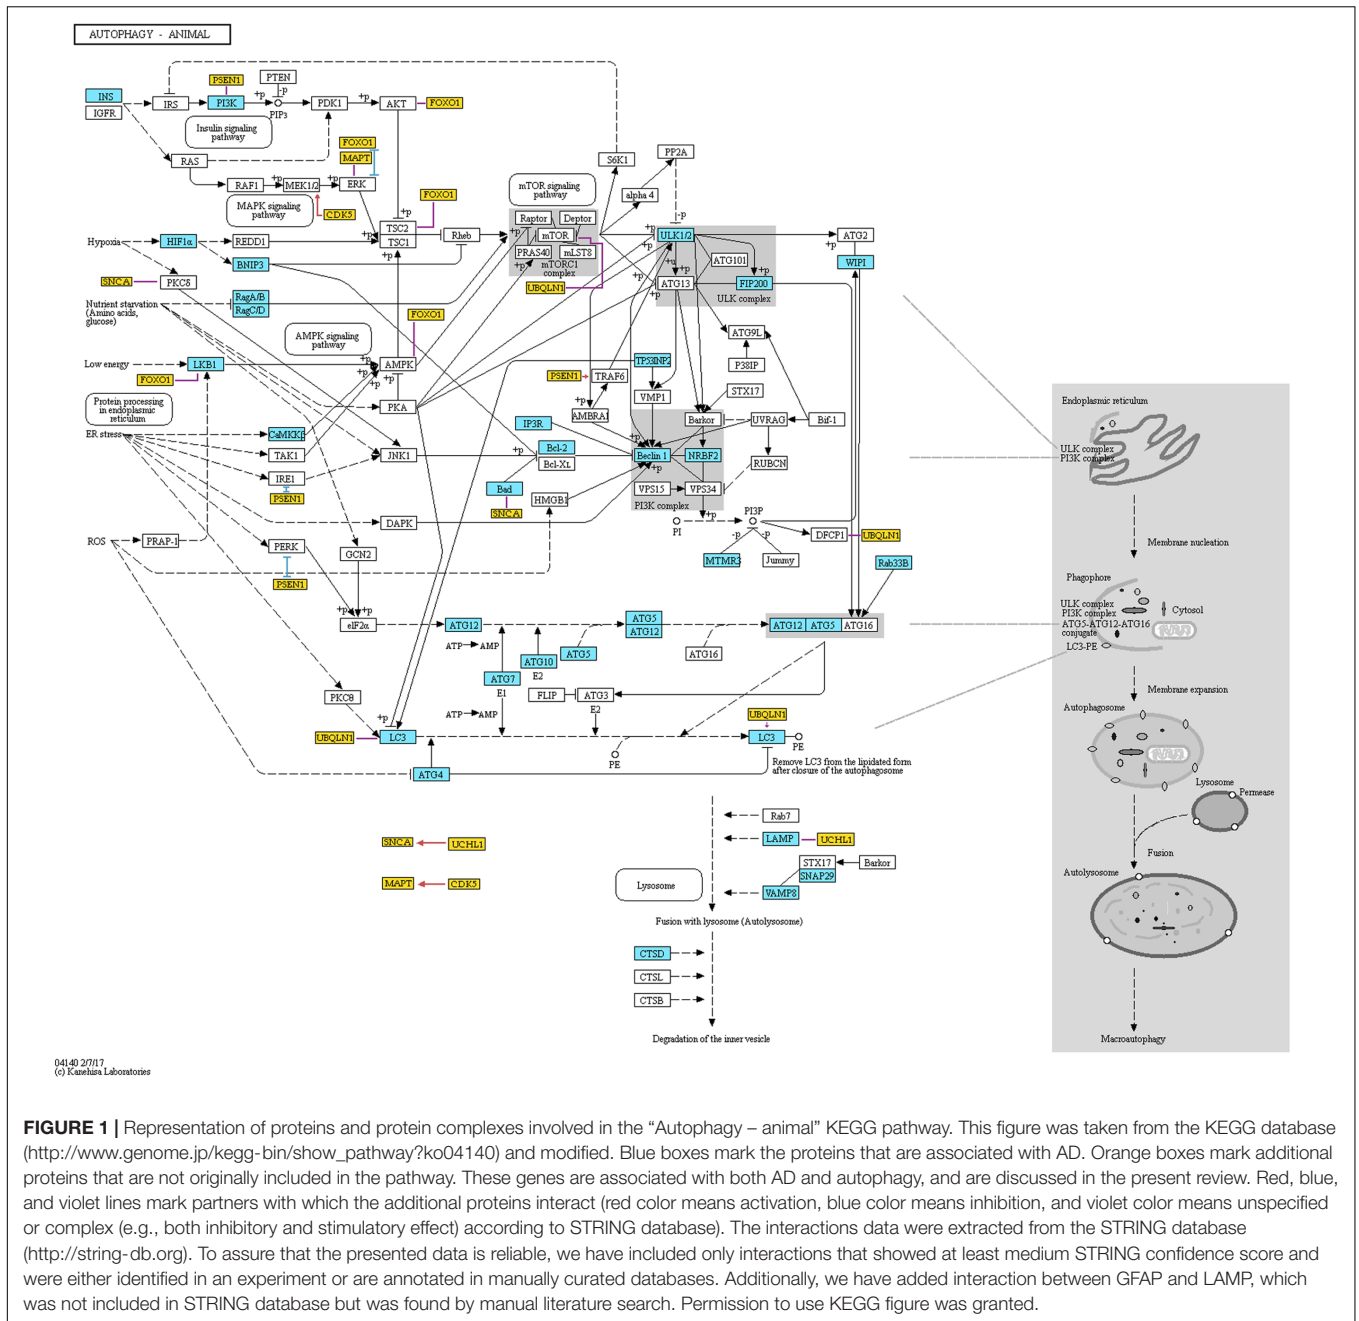 AUTOPHAGY - ANIMAL
PSEN1
PTEN
INS
IRS
PI3K
+p
-p
PIP3
PDK1
+p
AKT
FOXO1
IGFR
Insulin signaling
pathway
FOXO1
MAPT
RAS
S6K1
PP2A
RAF1
+p
MEK1/2
+p
ERK
mTOR signaling
pathway
alpha 4
MAPK signaling
pathway
CDK5
FOXO1
-p
+p
TSC2
TSC1
+p
Rheb
+p
Raptor
Deptor
mTOR
PRAS40
mLST8
mTORC1
complex
+p
+p
+p
ULK1/2
+p
ATG2
Hypoxia
HIF1α
REDD1
BNIP3
WIPI
+u
+p
ATG101
+p
SNCA
PKCδ
UBQLN1
+p
+p
ATG13
FIP200
ULK complex
Nutrient starvation
(Amino acids,
glucose)
RagA/B
RagC/D
AMPK signaling
pathway
FOXO1
ATG9L
P38IP
Low energy
LKB1
+p
+p
AMPK
+p
TP53INP2
FOXO1
PSEN1
+p
TRAF6
VMP1
STX17
Protein processing
in endoplasmic
reticulum
PKA
AMBRA1
Barkor
UVRAG
Bif-1
ER stress
CaMKKβ
IP3R
TAK1
JNK1
+p
Bcl-2
Bcl-XL
Beclin 1
+p
NRBF2
RUBCN
IRE1
PSEN1
Bad
SNCA
HMGB1
VPS15
VPS34
PI3K complex
+p
DAPK
PI
PI3P
DFCP1
UBQLN1
ROS
PRAP-1
PERK
GCN2
-p
-p
MTMR3
Jummy
Rab33B
PSEN1
+p
+p
eIF2α
ATG12
ATG5
ATG12
ATG12
ATG5
ATG16
ATP
AMP
ATG10
E2
ATG5
ATG16
ATG7
E1
PKCθ
FLIP
ATG3
E2
ATP
AMP
+p
UBQLN1
UBQLN1
LC3
LC3
PE
PE
Remove LC3 from the lipidated form
after closure of the autophagosome
ATG4
Rab7
SNCA
UCHL1
LAMP
UCHL1
STX17
Barkor
SNAP29
MAPT
CDK5
Lysosome
VAMP8
Fusion with lysosome (Autolysosome)
CTSD
CTSL
CTSB
Degradation of the inner vesicle
Endoplasmic reticulum
ULK complex
PI3K complex
Membrane nucleation
Phagophore
ULK complex
PI3K complex
Cytosol
ATG5-ATG12-ATG16
conjugate
LC3-PE
Membrane expansion
Autophagosome
Lysosome
Permease
Fusion
Autolysosome
Macroautophagy
04140 2/7/17
(c) Kanehisa Laboratories
FIGURE 1 | Representation of proteins and protein complexes involved in the “Autophagy – animal” KEGG pathway. This figure was taken from the KEGG database
(http://www.genome.jp/kegg-bin/show_pathway?ko04140) and modified. Blue boxes mark the proteins that are associated with AD. Orange boxes mark additional
proteins that are not originally included in the pathway. These genes are associated with both AD and autophagy, and are discussed in the present review. Red, blue,
and violet lines mark partners with which the additional proteins interact (red color means activation, blue color means inhibition, and violet color means unspecified
or complex (e.g., both inhibitory and stimulatory effect) according to STRING database). The interactions data were extracted from the STRING database
(http://string-db.org). To assure that the presented data is reliable, we have included only interactions that showed at least medium STRING confidence score and
were either identified in an experiment or are annotated in manually curated databases. Additionally, we have added interaction between GFAP and LAMP, which
was not included in STRING database but was found by manual literature search. Permission to use KEGG figure was granted.